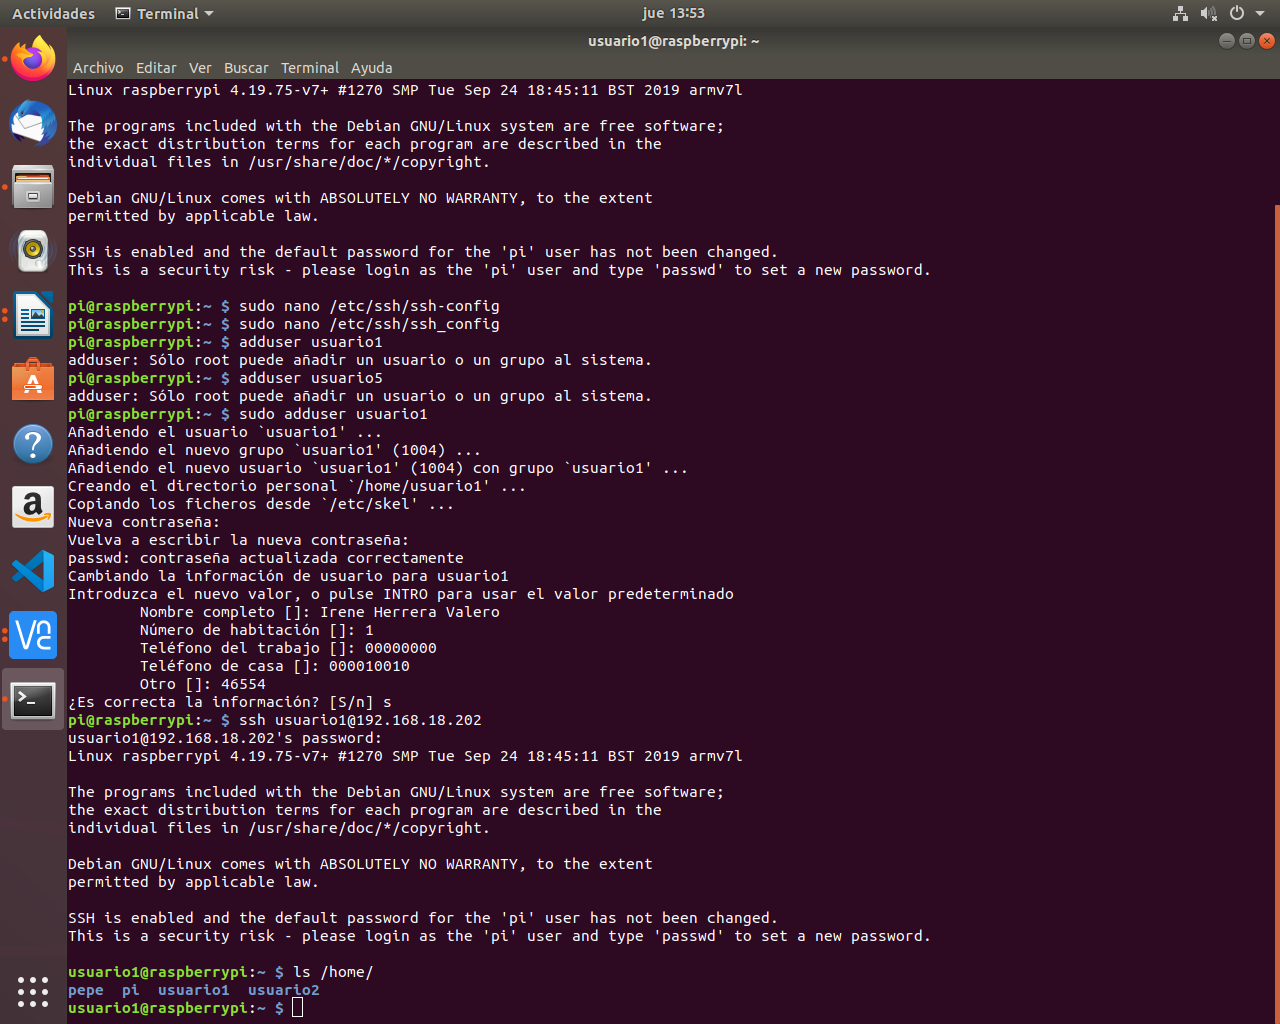 Actividades Terminal jue 13:53
usuario1@raspberrypi: ~
Archivo Editar Ver Buscar Terminal Ayuda
Linux raspberrypi 4.19.75-v7+ #1270 SMP Tue Sep 24 18:45:11 BST 2019 armv7l
The programs included with the Debian GNU/Linux system are free software;
the exact distribution terms for each program are described in the
individual files in /usr/share/doc/*/copyright.
Debian GNU/Linux comes with ABSOLUTELY NO WARRANTY, to the extent
permitted by applicable law.
SSH is enabled and the default password for the 'pi' user has not been changed.
This is a security risk - please login as the 'pi' user and type 'passwd' to set a new password.
pi@raspberrypi:~ $ sudo nano /etc/ssh/ssh-config
pi@raspberrypi:~ $ sudo nano /etc/ssh/ssh_config
pi@raspberrypi:~ $ adduser usuario1
adduser: Sólo root puede añadir un usuario o un grupo al sistema.
pi@raspberrypi:~ $ adduser usuario5
adduser: Sólo root puede añadir un usuario o un grupo al sistema.
pi@raspberrypi:~ $ sudo adduser usuario1
Añadiendo el usuario `usuario1' ...
Añadiendo el nuevo grupo `usuario1' (1004) ...
Añadiendo el nuevo usuario `usuario1' (1004) con grupo `usuario1' ...
Creando el directorio personal `/home/usuario1' ...
Copiando los ficheros desde `/etc/skel' ...
Nueva contraseña:
Vuelva a escribir la nueva contraseña:
passwd: contraseña actualizada correctamente
Cambiando la información de usuario para usuario1
Introduzca el nuevo valor, o pulse INTRO para usar el valor predeterminado
Nombre completo []: Irene Herrera Valero
Número de habitación []: 1
Teléfono del trabajo []: 00000000
Teléfono de casa []: 000010010
Otro []: 46554
¿Es correcta la información? [S/n] s
pi@raspberrypi:~ $ ssh usuario1@192.168.18.202
usuario1@192.168.18.202's password:
Linux raspberrypi 4.19.75-v7+ #1270 SMP Tue Sep 24 18:45:11 BST 2019 armv7l
The programs included with the Debian GNU/Linux system are free software;
the exact distribution terms for each program are described in the
individual files in /usr/share/doc/*/copyright.
Debian GNU/Linux comes with ABSOLUTELY NO WARRANTY, to the extent
permitted by applicable law.
SSH is enabled and the default password for the 'pi' user has not been changed.
This is a security risk - please login as the 'pi' user and type 'passwd' to set a new password.
usuario1@raspberrypi:~ $ ls /home/
pepe pi usuario1 usuario2
usuario1@raspberrypi:~ $